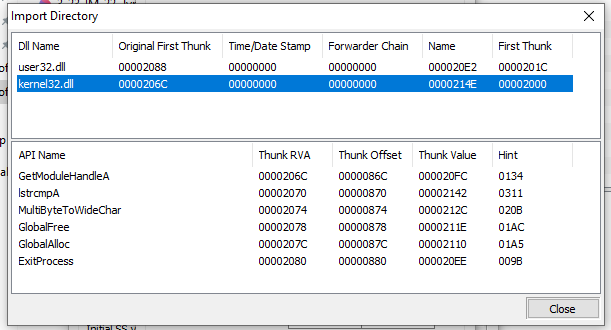 Import Directory
Dll Name Original First Thunk Time/Date Stamp Forwarder Chain Name First Thunk
user32.dll 00002088 00000000 00000000 000020E2 0000201C
kernel32.dll 0000206C 00000000 00000000 0000214E 00002000
API Name Thunk RVA Thunk Offset Thunk Value Hint
GetModuleHandleA 0000206C 0000086C 000020FC 0134
lstrcmpA 00002070 00000870 00002142 0311
MultiByteToWideChar 00002074 00000874 0000212C 020B
GlobalFree 00002078 00000878 0000211E 01AC
GlobalAlloc 0000207C 0000087C 00002110 01A5
ExitProcess 00002080 00000880 000020EE 009B
Close